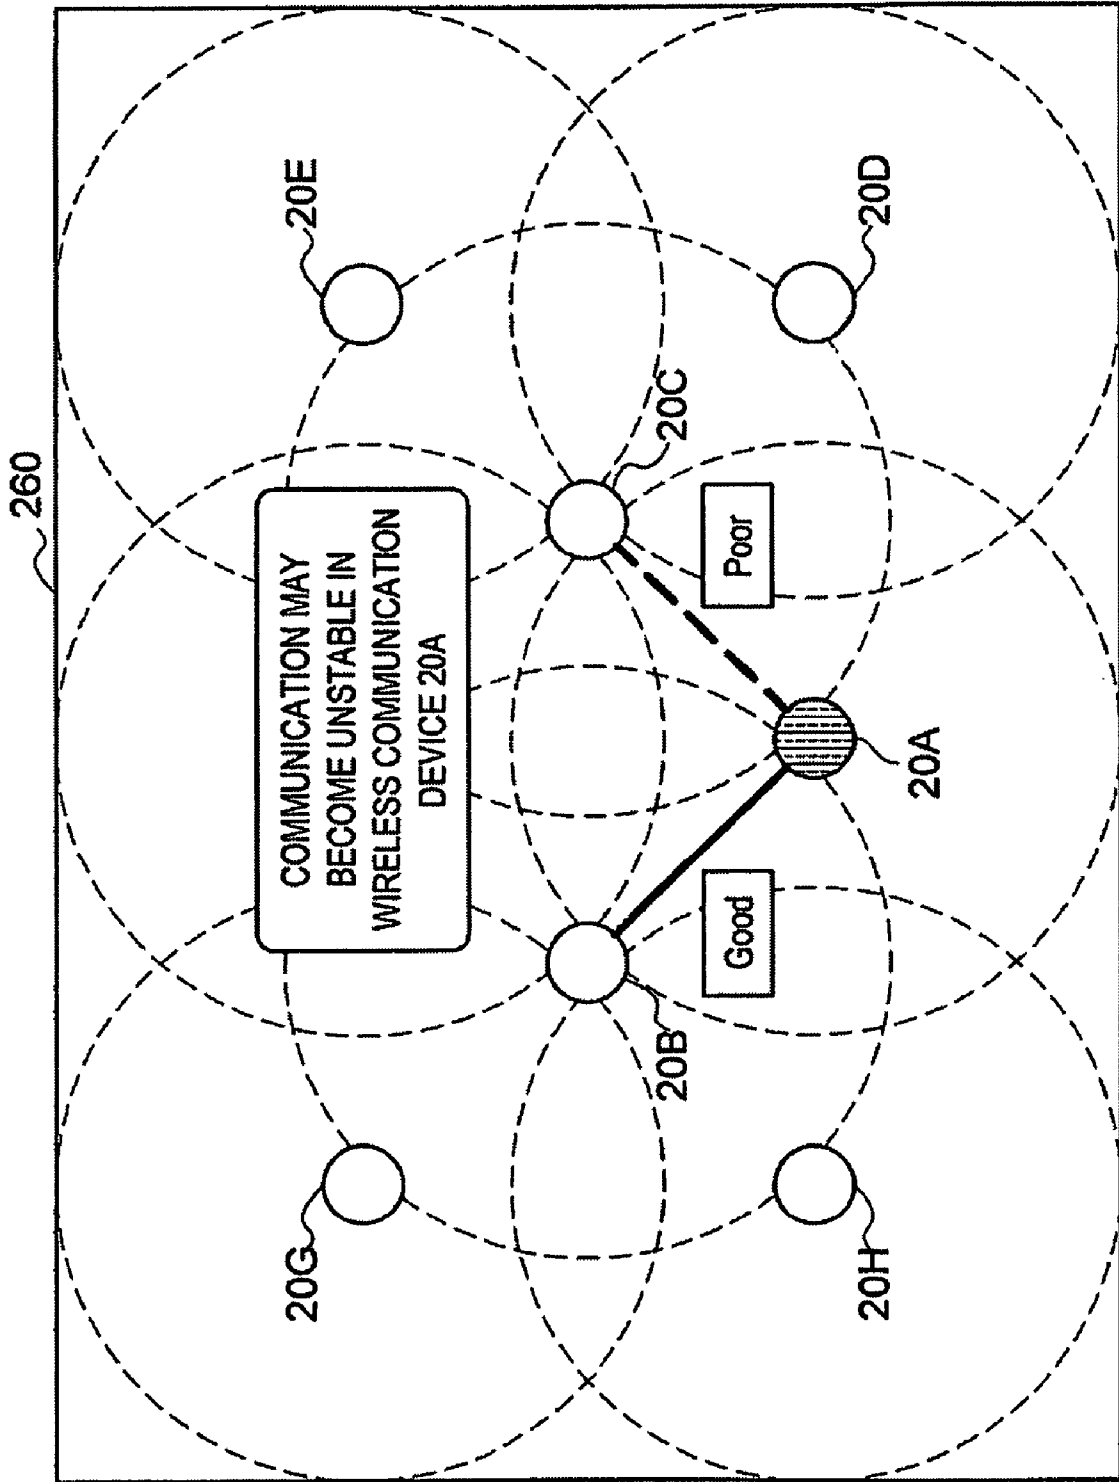 260
20G
20E
COMMUNICATION MAY
BECOME UNSTABLE IN
WIRELESS COMMUNICATION
DEVICE 20A
20B
20C
Good
Poor
20H
20A
20D